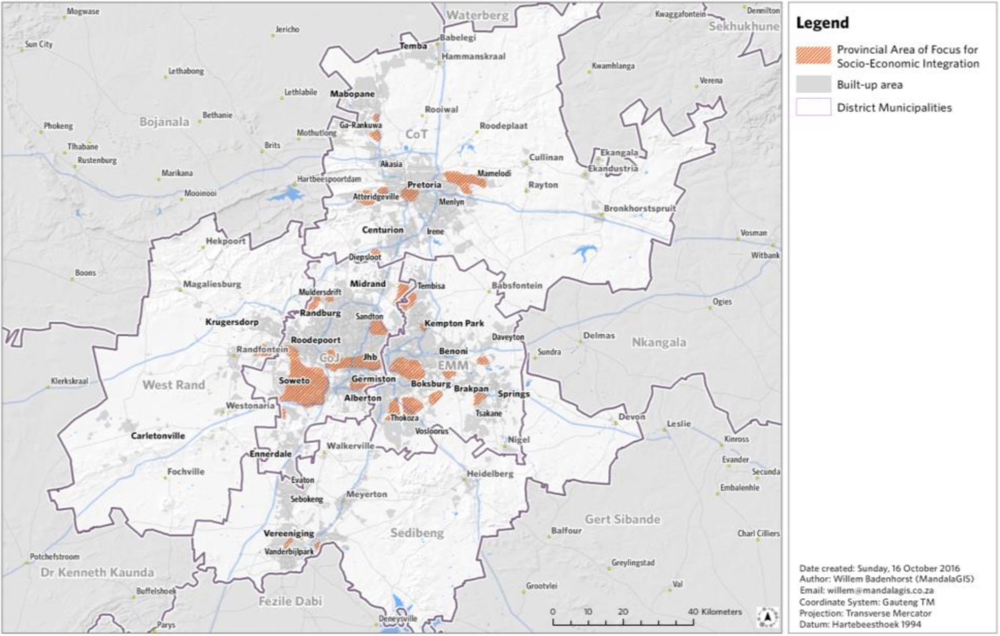 Mogwase
Waterberg
Kwaggafontein
Dennilton
Sekhukhune
Jericho
Sun City
Babelegi
Temba
Hammanskraal
Lethabong
Kwamhlanga
Verena
Lethlabile
Mabopane
Rooiwal
Bethanie
Bojanala
Phokeng
Ga-Rankuwa
Roodeplaat
Mothutlong
CoT
Tlhabane
Brits
Cullinan
Ekangala
Rustenburg
Akasia
Ekandustria
Marikana
Hartbeespoortdam
Mamelodi
Pretoria
Rayton
Mooinooi
Atteridgeville
Menlyn
Bronkhorstspruit
Centurion
Irene
Vosman
Hekpoort
Witbank
Diepsloot
Boons
Magaliesburg
Midrand
Tembisa
Babsfontein
Muldersdrift
Ogies
Randburg
Sandton
Krugersdorp
Kempton Park
Daveyton
Delmas
Nkangala
Roodepoort
Randfontein
CoJ
Jhb
Benoni
Sundra
EMM
Klerkskraal
West Rand
Soweto
Germiston
Boksburg
Brakpan
Springs
Alberton
Westonaria
Thokoza
Tsakane
Devon
Leslie
Carletonville
Vosloorus
Nigel
Kinross
Walkerville
Ennerdale
Evander
Fochville
Heidelberg
Secunda
Evaton
Embalenhle
Sebokeng
Meyerton
Gert Sibande
Vereeniging
Sedibeng
Balfour
Charl Cilliers
Vanderbijlpark
Potchefstroom
Dr Kenneth Kaunda
Greylingstad
Buffelshoek
Grootvlei
Val
Fezile Dabi
Deneysville
Parys
0 10 20 40 Kilometers
Legend
Provincial Area of Focus for
Socio-Economic Integration
Built-up area
District Municipalities
Date created: Sunday, 16 October 2016
Author: Willem Badenhorst (MandalaGIS)
Email: willem@mandalagis.co.za
Coordinate System: Gauteng TM
Projection: Transverse Mercator
Datum: Hartebeesthoek 1994